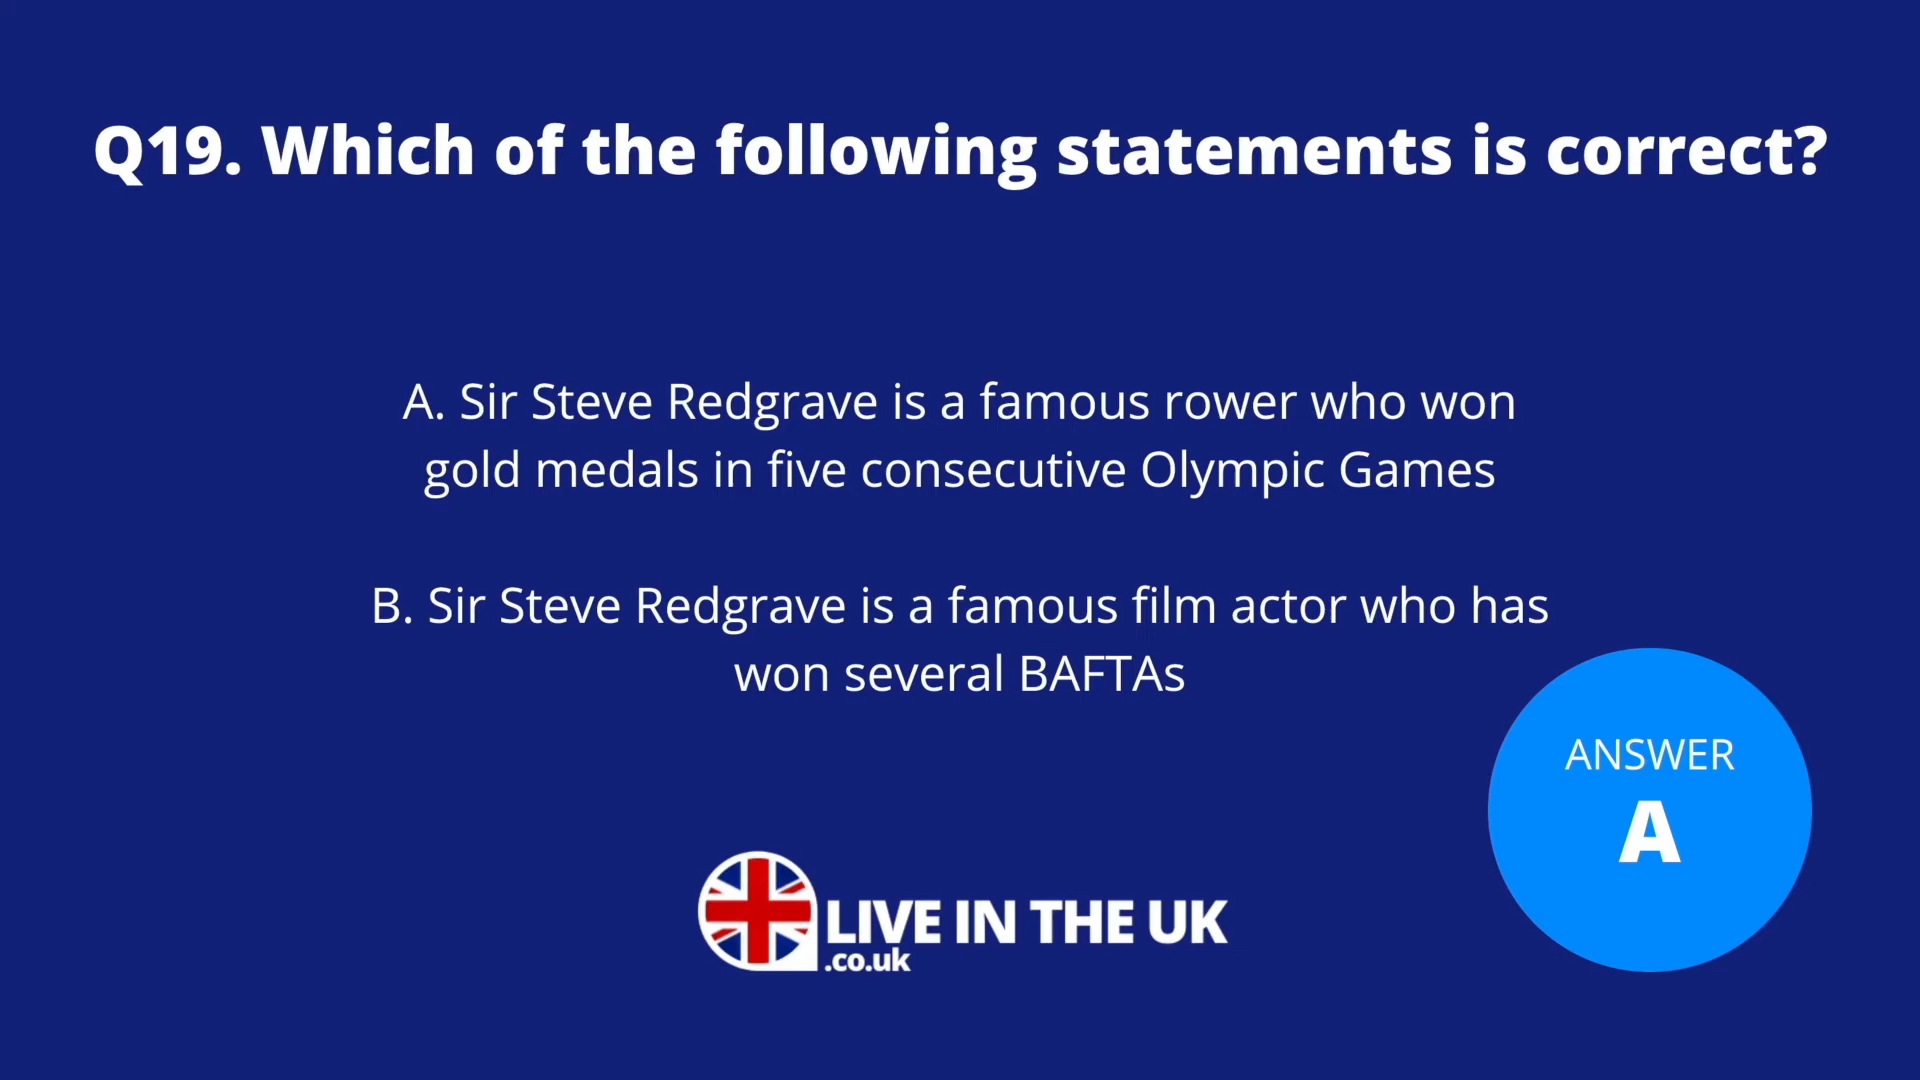 Q19. Which of the following statements is correct?
A. Sir Steve Redgrave is a famous rower who won
gold medals in five consecutive Olympic Games
B. Sir Steve Redgrave is a famous film actor who has
won several BAFTAs
ANSWER
A
LIVE IN THE UK
.co.uk